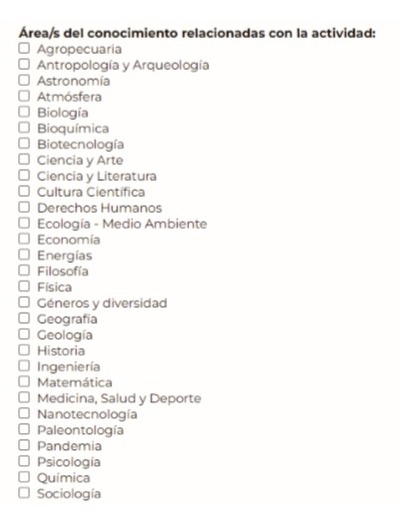 Área/s del conocimiento relacionadas con la actividad:
Agropecuaria
Antropología y Arqueología
Astronomía
Atmósfera
Biología
Bioquímica
Biotecnología
Ciencia y Arte
Ciencia y Literatura
Cultura Científica
Derechos Humanos
Ecología - Medio Ambiente
Economía
Energías
Filosofía
Física
Géneros y diversidad
Geografía
Geología
Historia
Ingeniería
Matemática
Medicina, Salud y Deporte
Nanotecnología
Paleontología
Pandemia
Psicología
Química
Sociología